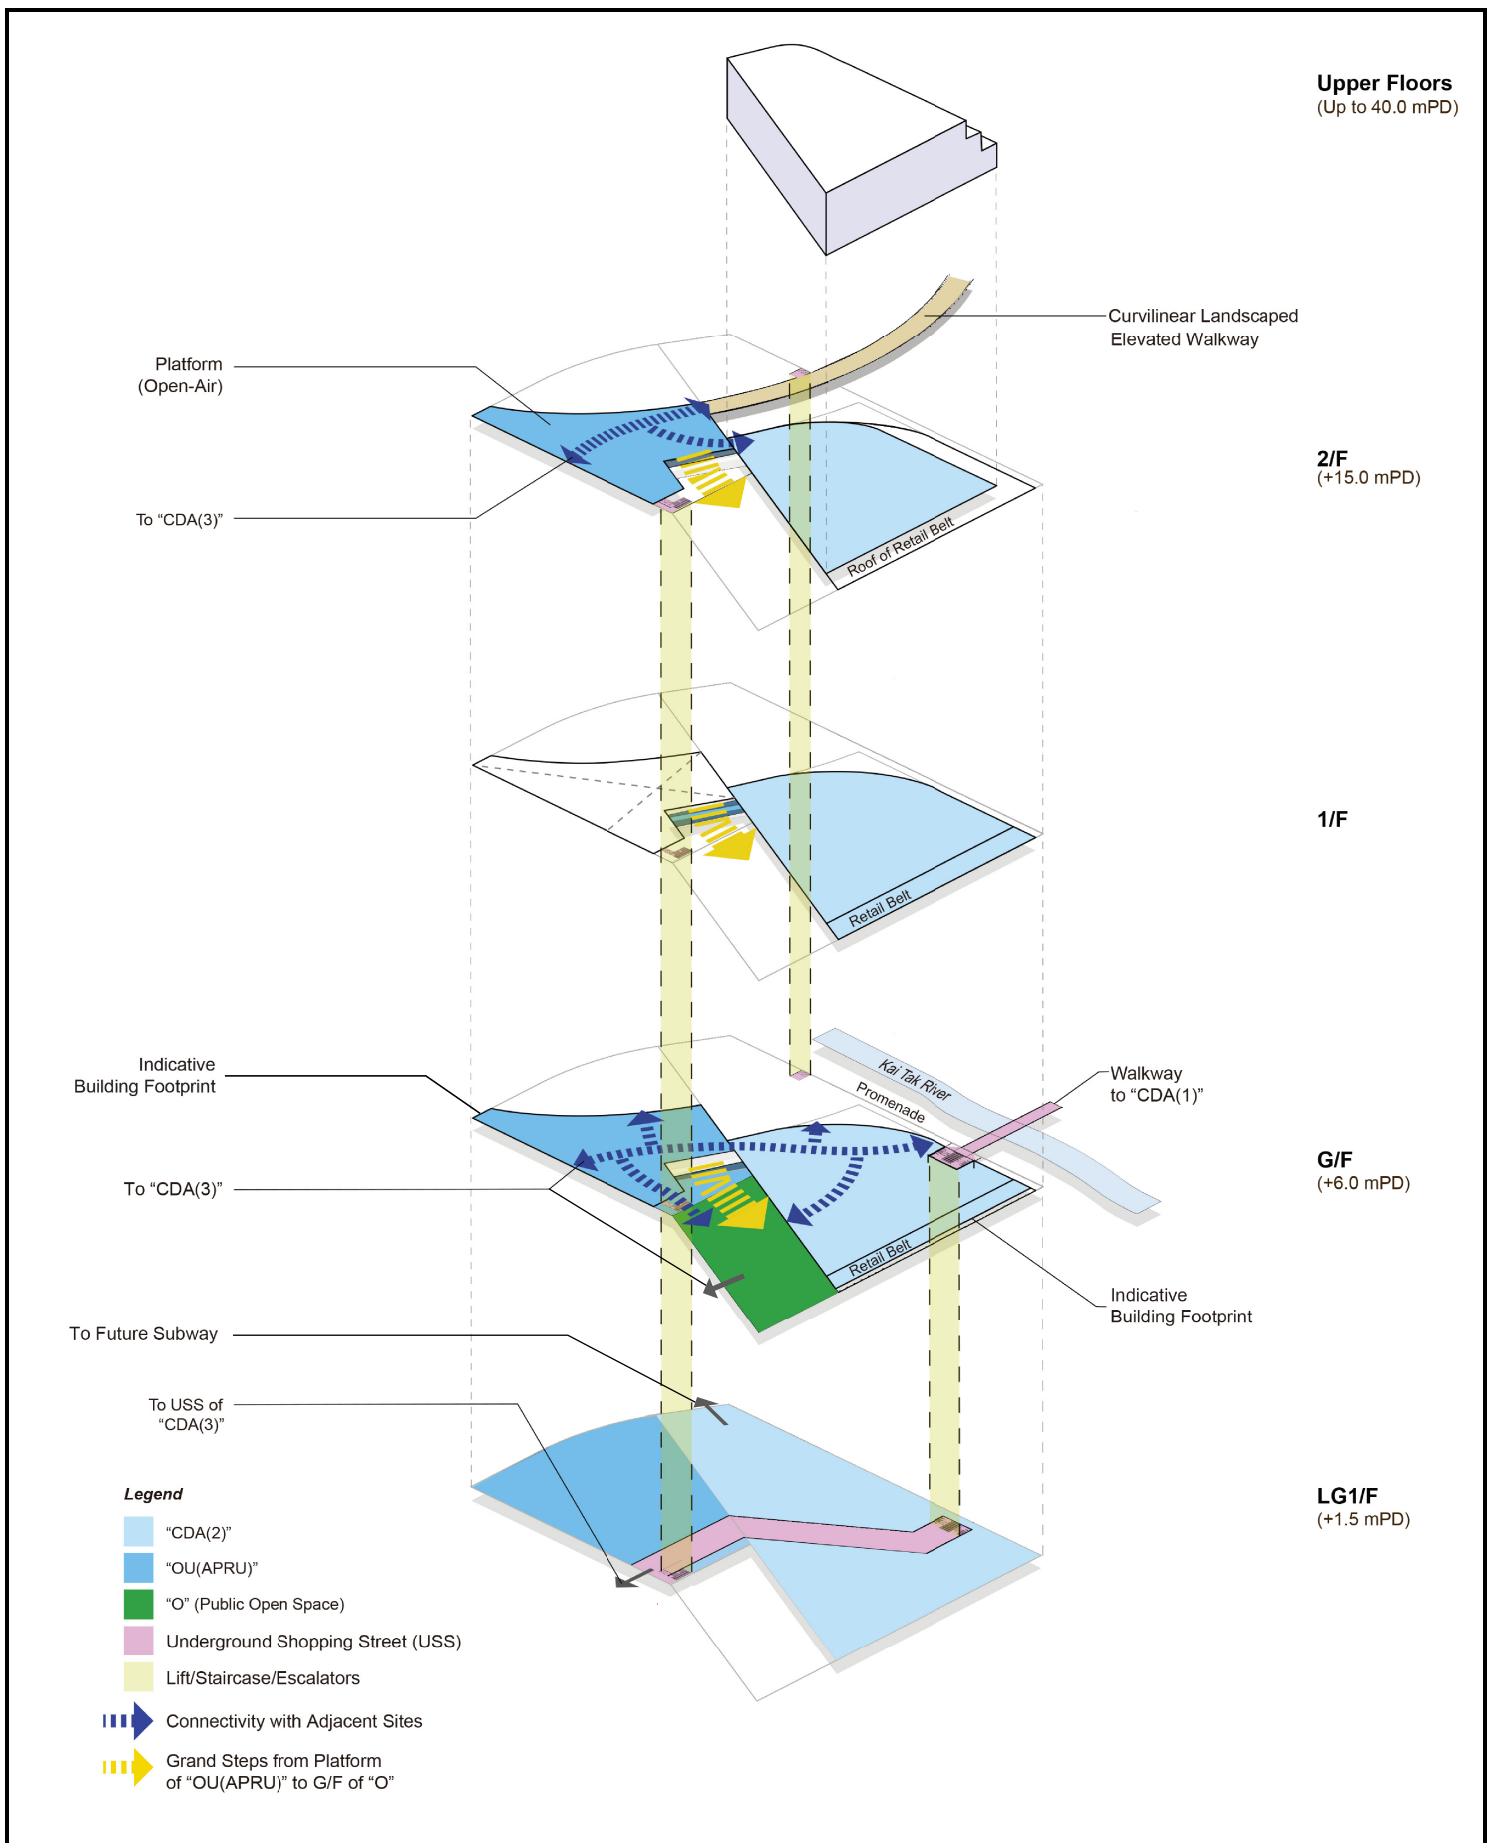 Upper Floors
(Up to 40.0 mPD)
Curvilinear Landscaped
Elevated Walkway
Platform
(Open-Air)
2/F
(+15.0 mPD)
To “CDA(3)”
Roof of Retail Belt
1/F
Retail Belt
Indicative
Building Footprint
Kai Tak River
Promenade
Walkway
to “CDA(1)”
G/F
(+6.0 mPD)
To “CDA(3)”
Retail Belt
Indicative
Building Footprint
To Future Subway
To USS of
“CDA(3)”
LG1/F
(+1.5 mPD)
Legend
“CDA(2)”
“OU(APRU)”
“O” (Public Open Space)
Underground Shopping Street (USS)
Lift/Staircase/Escalators
Connectivity with Adjacent Sites
Grand Steps from Platform
of “OU(APRU)” to G/F of “O”